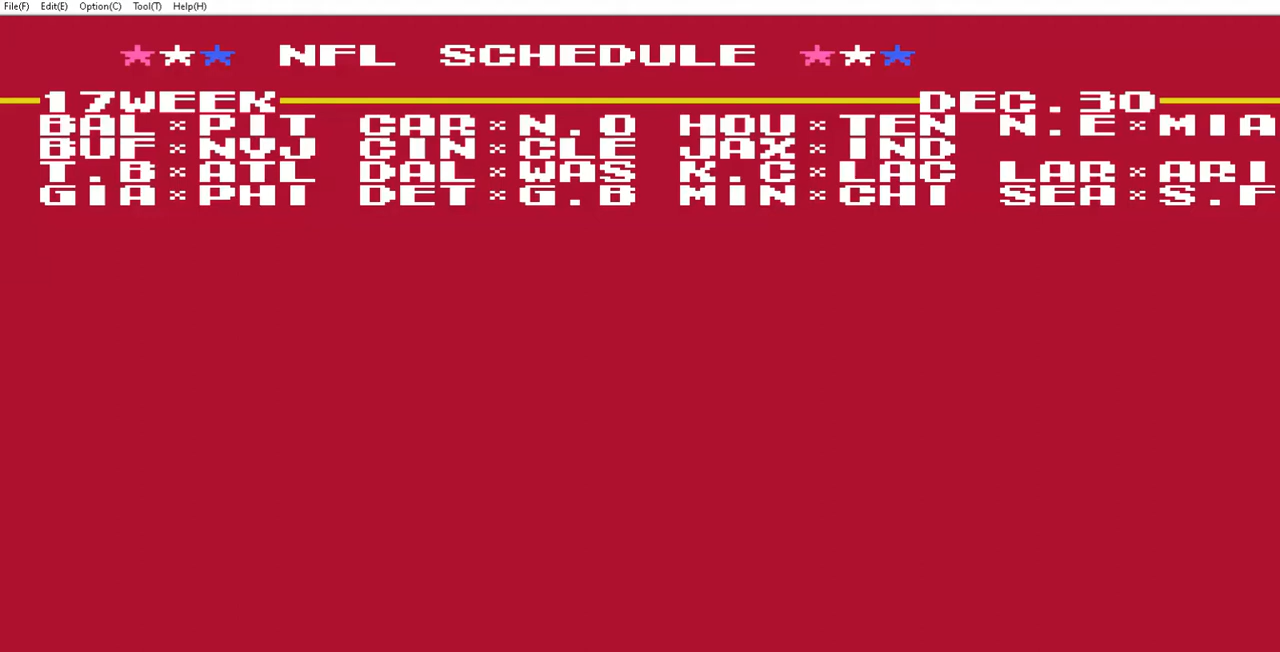 File(F) Edit(E) Option(C) Tool(T) Help(H)
NFL SCHEDULE
17WEEK DEC.30
BAL×PIT CAR×N.O HOU×TEN N.E×MIA
BUF×NYJ CIN×CLE JAX×IND
T.B×ATL DAL×WAS K.C×LAC LAR×ARI
GIA×PHI DET×G.B MIN×CHI SEA×S.F